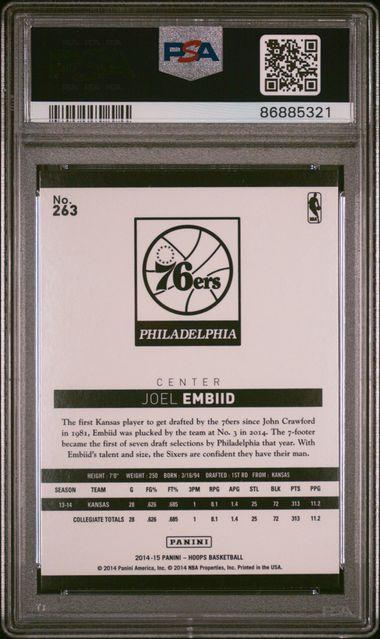 PSA
86885321
No.
263
NBA
76ers
PHILADELPHIA
CENTER
JOEL EMBIID
The first Kansas player to get drafted by the 76ers since John Crawford
in 1981, Embiid was plucked by the team at No. 3 in 2014. The 7-footer
became the first of seven draft selections by Philadelphia that year. With
Embiid's talent and size, the Sixers are confident they have their man.
HEIGHT: 7'0" WEIGHT: 250 BORN: 3/16/94 DRAFTED: 1ST RD FROM: KANSAS
SEASON TEAM G FG% FT% 3PM RPG APG STL BLK PTS PPG
13-14 KANSAS 28 .626 .685 1 8.1 1.4 25 72 313 11.2
COLLEGIATE TOTALS 28 .626 .685 1 8.1 1.4 25 72 313 11.2
PANINI
2014-15 PANINI – HOOPS BASKETBALL
© 2014 Panini America, Inc. © 2014 NBA Properties, Inc. Printed in the USA.